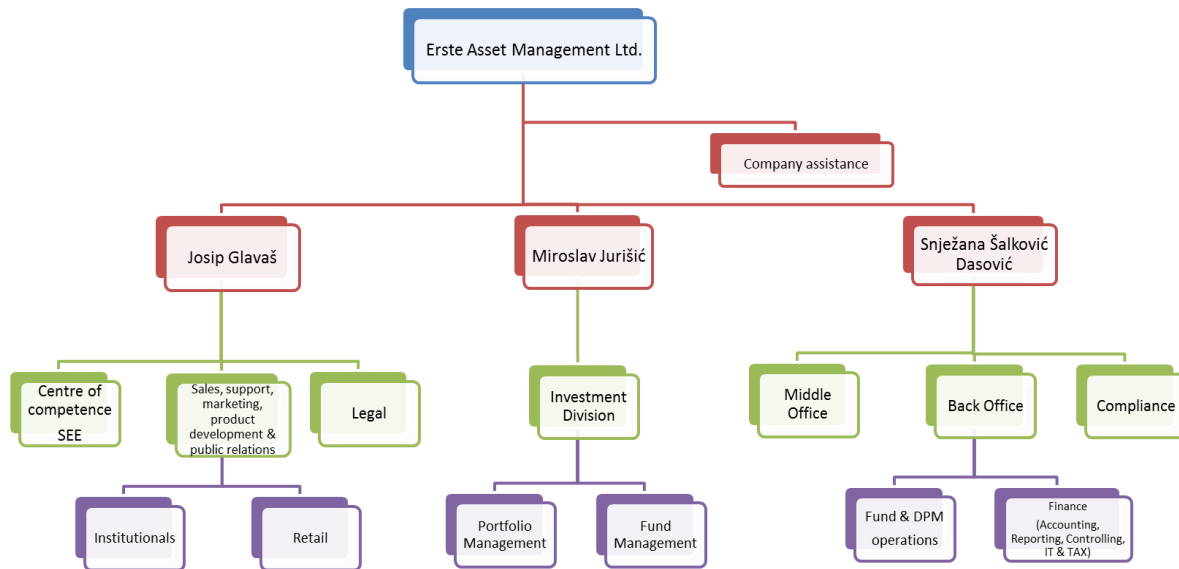 Erste Asset Management Ltd.
Company assistance
Josip Glavaš
Miroslav Jurišić
Snježana Šalković
Dasović
Centre of
competence
SEE
Sales, support,
marketing,
product
development &
public relations
Legal
Investment
Division
Middle
Office
Back Office
Compliance
Institutionals
Retail
Portfolio
Management
Fund
Management
Fund & DPM
operations
Finance
(Accounting,
Reporting, Controlling,
IT & TAX)